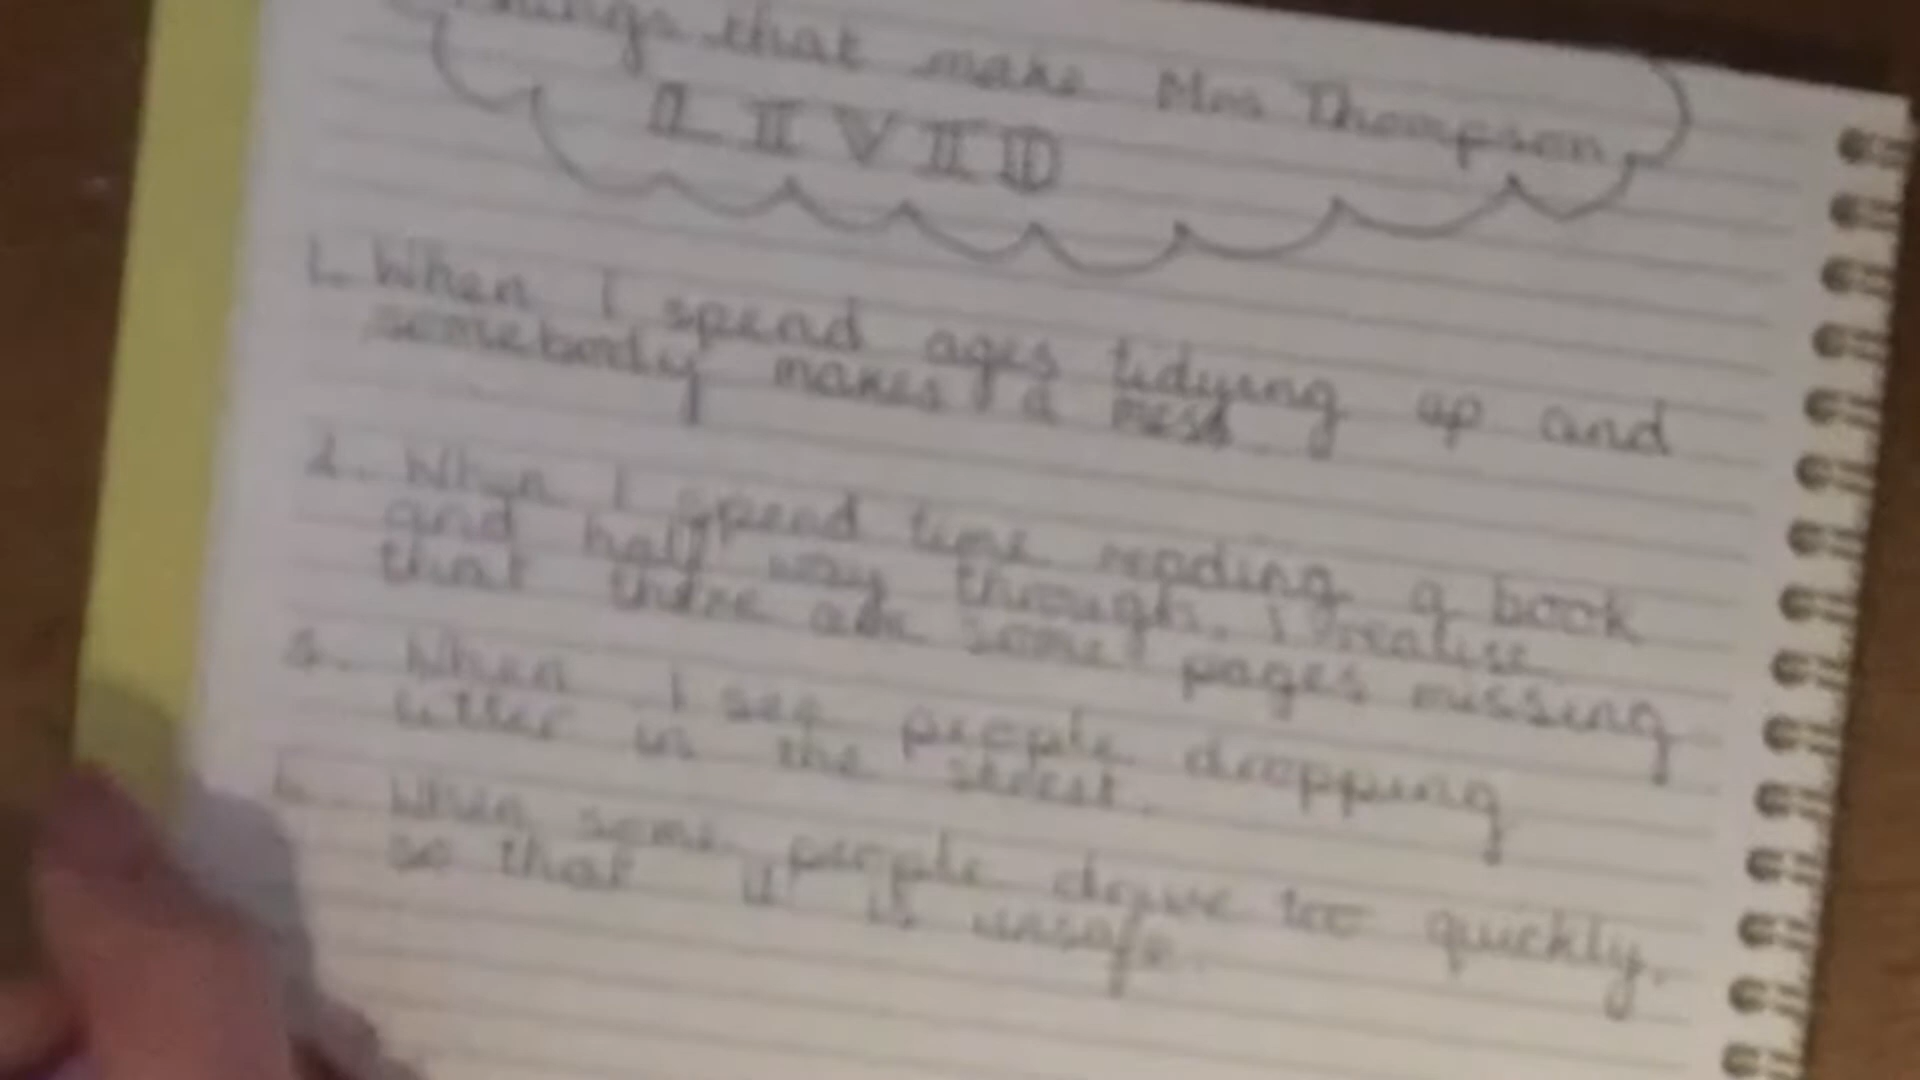 Things that make Mrs Thompson
LIVID
1. When I spend ages tidying up and
somebody makes a mess
2. When I spend time reading a book
and half way through, I realise
that there are some pages missing
3. When I see people dropping
litter in the street.
4. When some people drive too quickly,
so that it is unsafe.